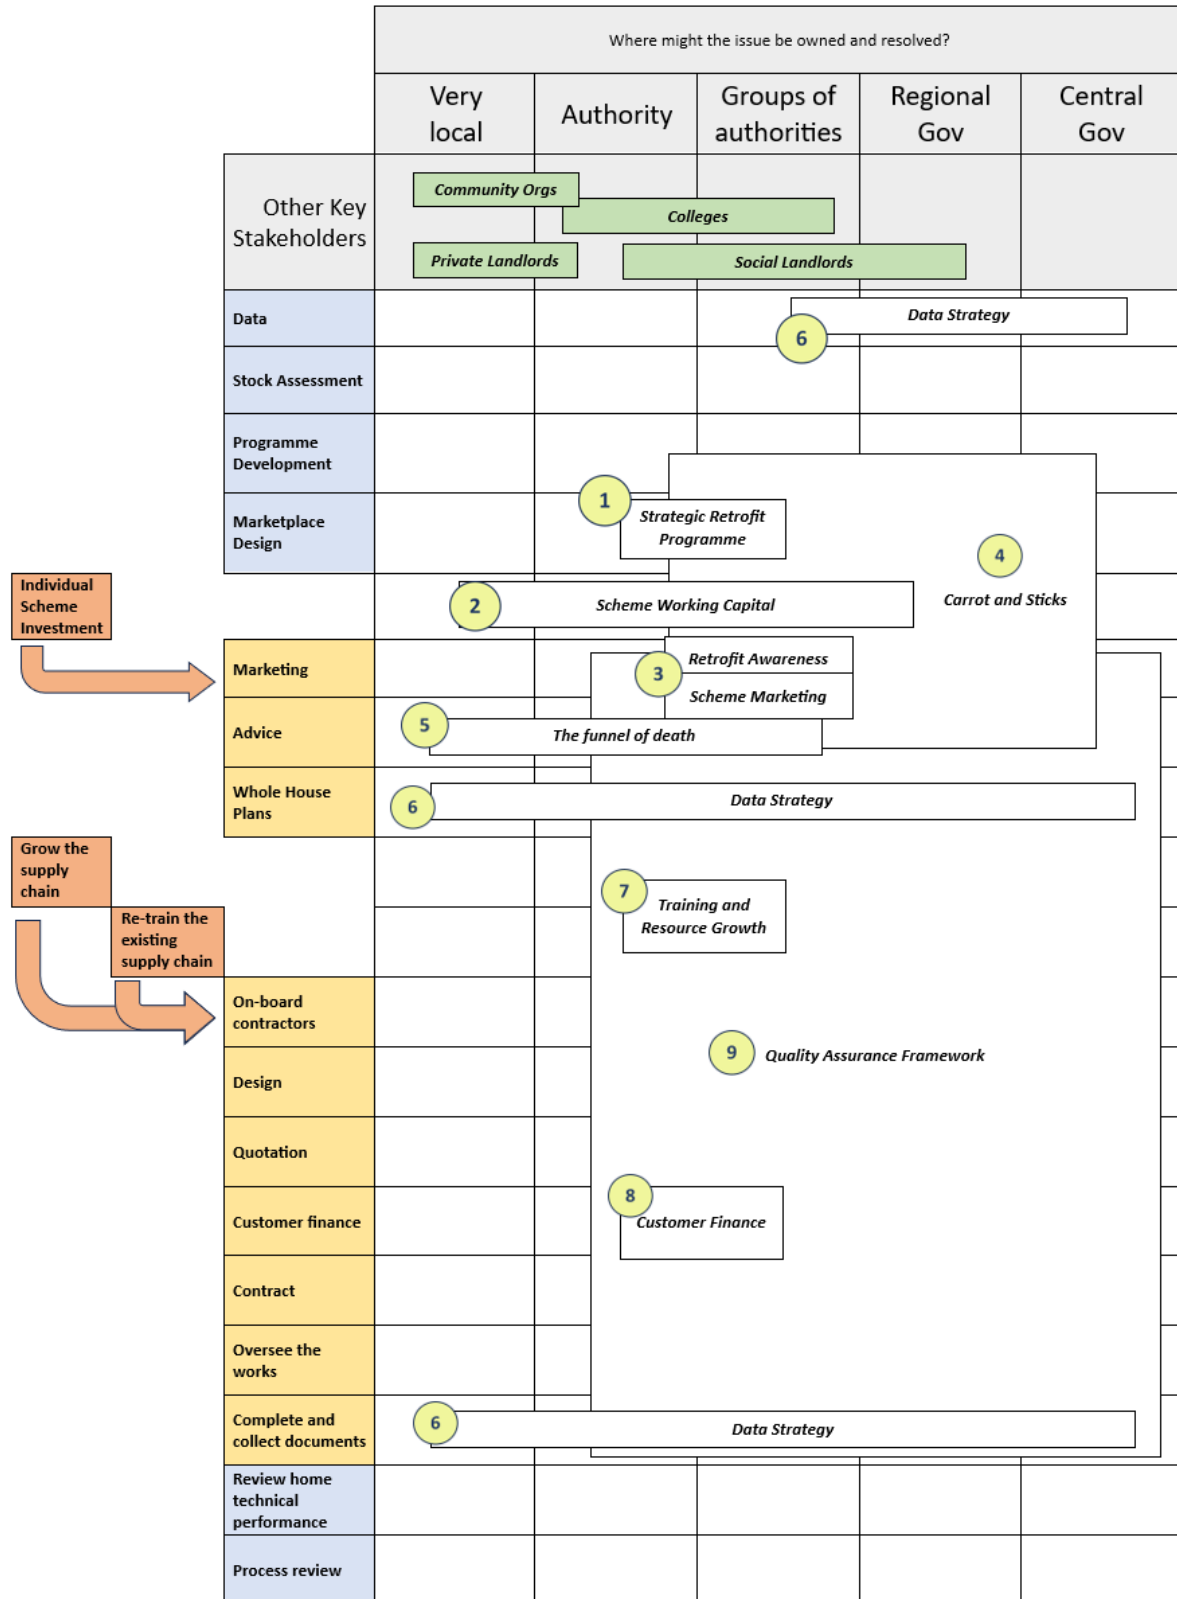 Where might the issue be owned and resolved?
Very
local
Authority
Groups of
authorities
Regional
Gov
Central
Gov
Other Key
Stakeholders
Community Orgs
Colleges
Private Landlords
Social Landlords
Data
Data Strategy
6
Stock Assessment
Programme
Development
1
Marketplace
Design
Strategic Retrofit
Programme
4
Carrot and Sticks
Individual
Scheme
Investment
2
Scheme Working Capital
Marketing
3
Retrofit Awareness
Scheme Marketing
Advice
5
The funnel of death
Whole House
Plans
6
Data Strategy
Grow the
supply
chain
7
Training and
Resource Growth
Re-train the
existing
supply chain
On-board
contractors
9
Quality Assurance Framework
Design
Quotation
8
Customer finance
Customer Finance
Contract
Oversee the
works
Complete and
collect documents
6
Data Strategy
Review home
technical
performance
Process review